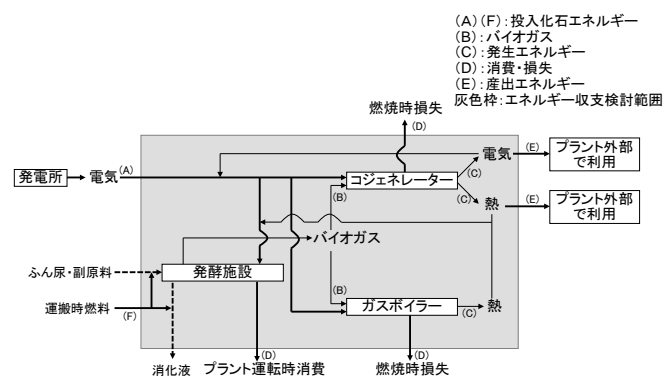 (A)(F):投入化石エネルギー
(B):バイオガス
(C):発生エネルギー
(D):消費・損失
(E):産出エネルギー
灰色枠:エネルギー収支検討範囲
燃焼時損失
(D)
発電所
電気
(A)
コジェネレーター
(C)
電気
(E)
プラント外部
で利用
(B)
(C)
熱
(E)
プラント外部
で利用
バイオガス
ふん尿・副原料
発酵施設
運搬時燃料
(F)
(B)
ガスボイラー
(C)
熱
消化液
(D)
プラント運転時消費
(D)
燃焼時損失